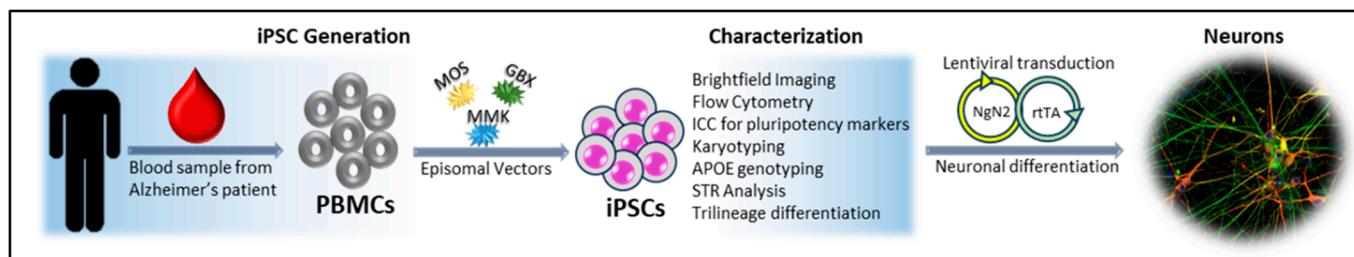 iPSC Generation
Characterization
Neurons
Blood sample from
Alzheimer's patient
PBMCs
MOS
GBX
MMK
Episomal Vectors
iPSCs
Brightfield Imaging
Flow Cytometry
ICC for pluripotency markers
Karyotyping
APOE genotyping
STR Analysis
Trilineage differentiation
Lentiviral transduction
NgN2
rtTA
Neuronal differentiation